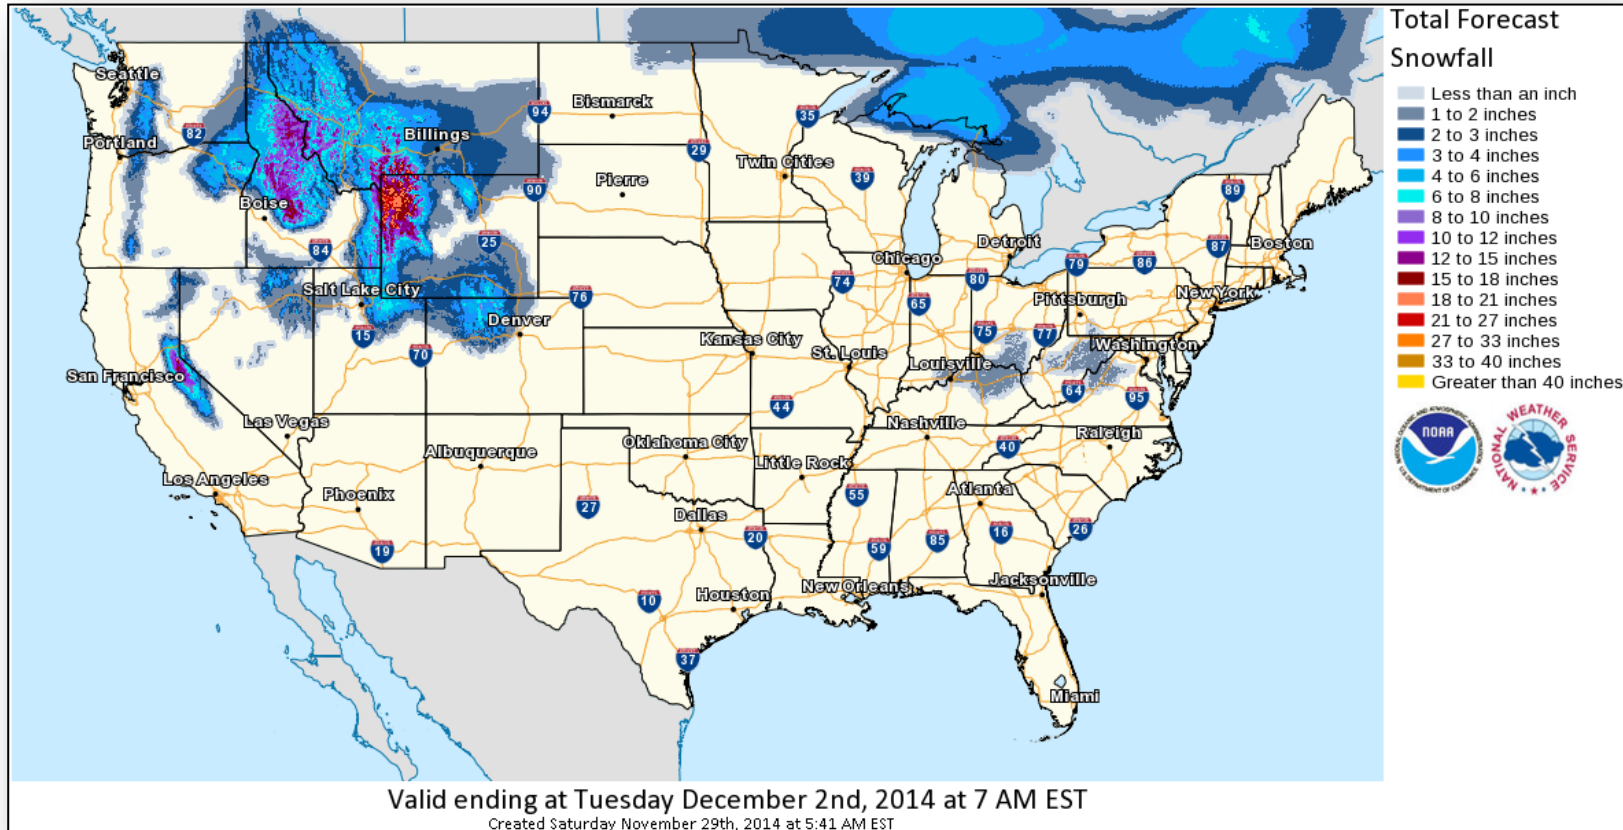 Total Forecast
Snowfall
Less than an inch
1 to 2 inches
2 to 3 inches
3 to 4 inches
4 to 6 inches
6 to 8 inches
8 to 10 inches
10 to 12 inches
12 to 15 inches
15 to 18 inches
18 to 21 inches
21 to 27 inches
27 to 33 inches
33 to 40 inches
Greater than 40 inches
NOAA
NATIONAL WEATHER SERVICE
Seattle
Portland
82
Billings
94
Bismarck
35
29
Twin Cities
39
Pierre
90
Boise
84
25
89
87
Boston
Detroit
Chicago
79
86
74
80
65
Salt Lake City
76
Pittsburgh
New York
Denver
15
70
Kansas City
St. Louis
75
77
Washington
Louisville
San Francisco
64
95
44
Las Vegas
Nashville
Raleigh
40
Albuquerque
Oklahoma City
Little Rock
Los Angeles
Phoenix
55
Atlanta
27
Dallas
20
16
26
19
59
85
10
Houston
New Orleans
Jacksonville
37
Miami
Valid ending at Tuesday December 2nd, 2014 at 7 AM EST
Created Saturday November 29th, 2014 at 5:41 AM EST